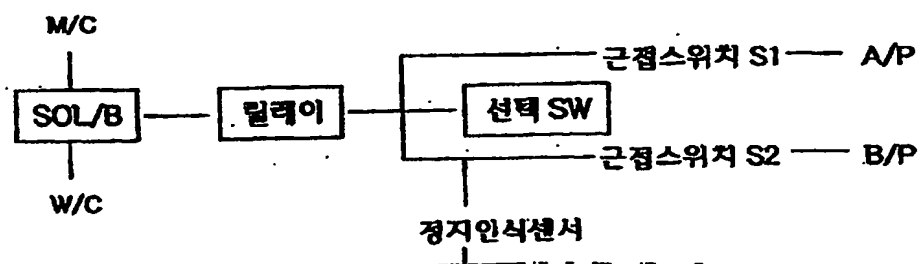 M/C
근접스위치 S1 A/P
SOL/B 릴레이 선택 SW
근접스위치 S2 B/P
W/C
정지인식센서